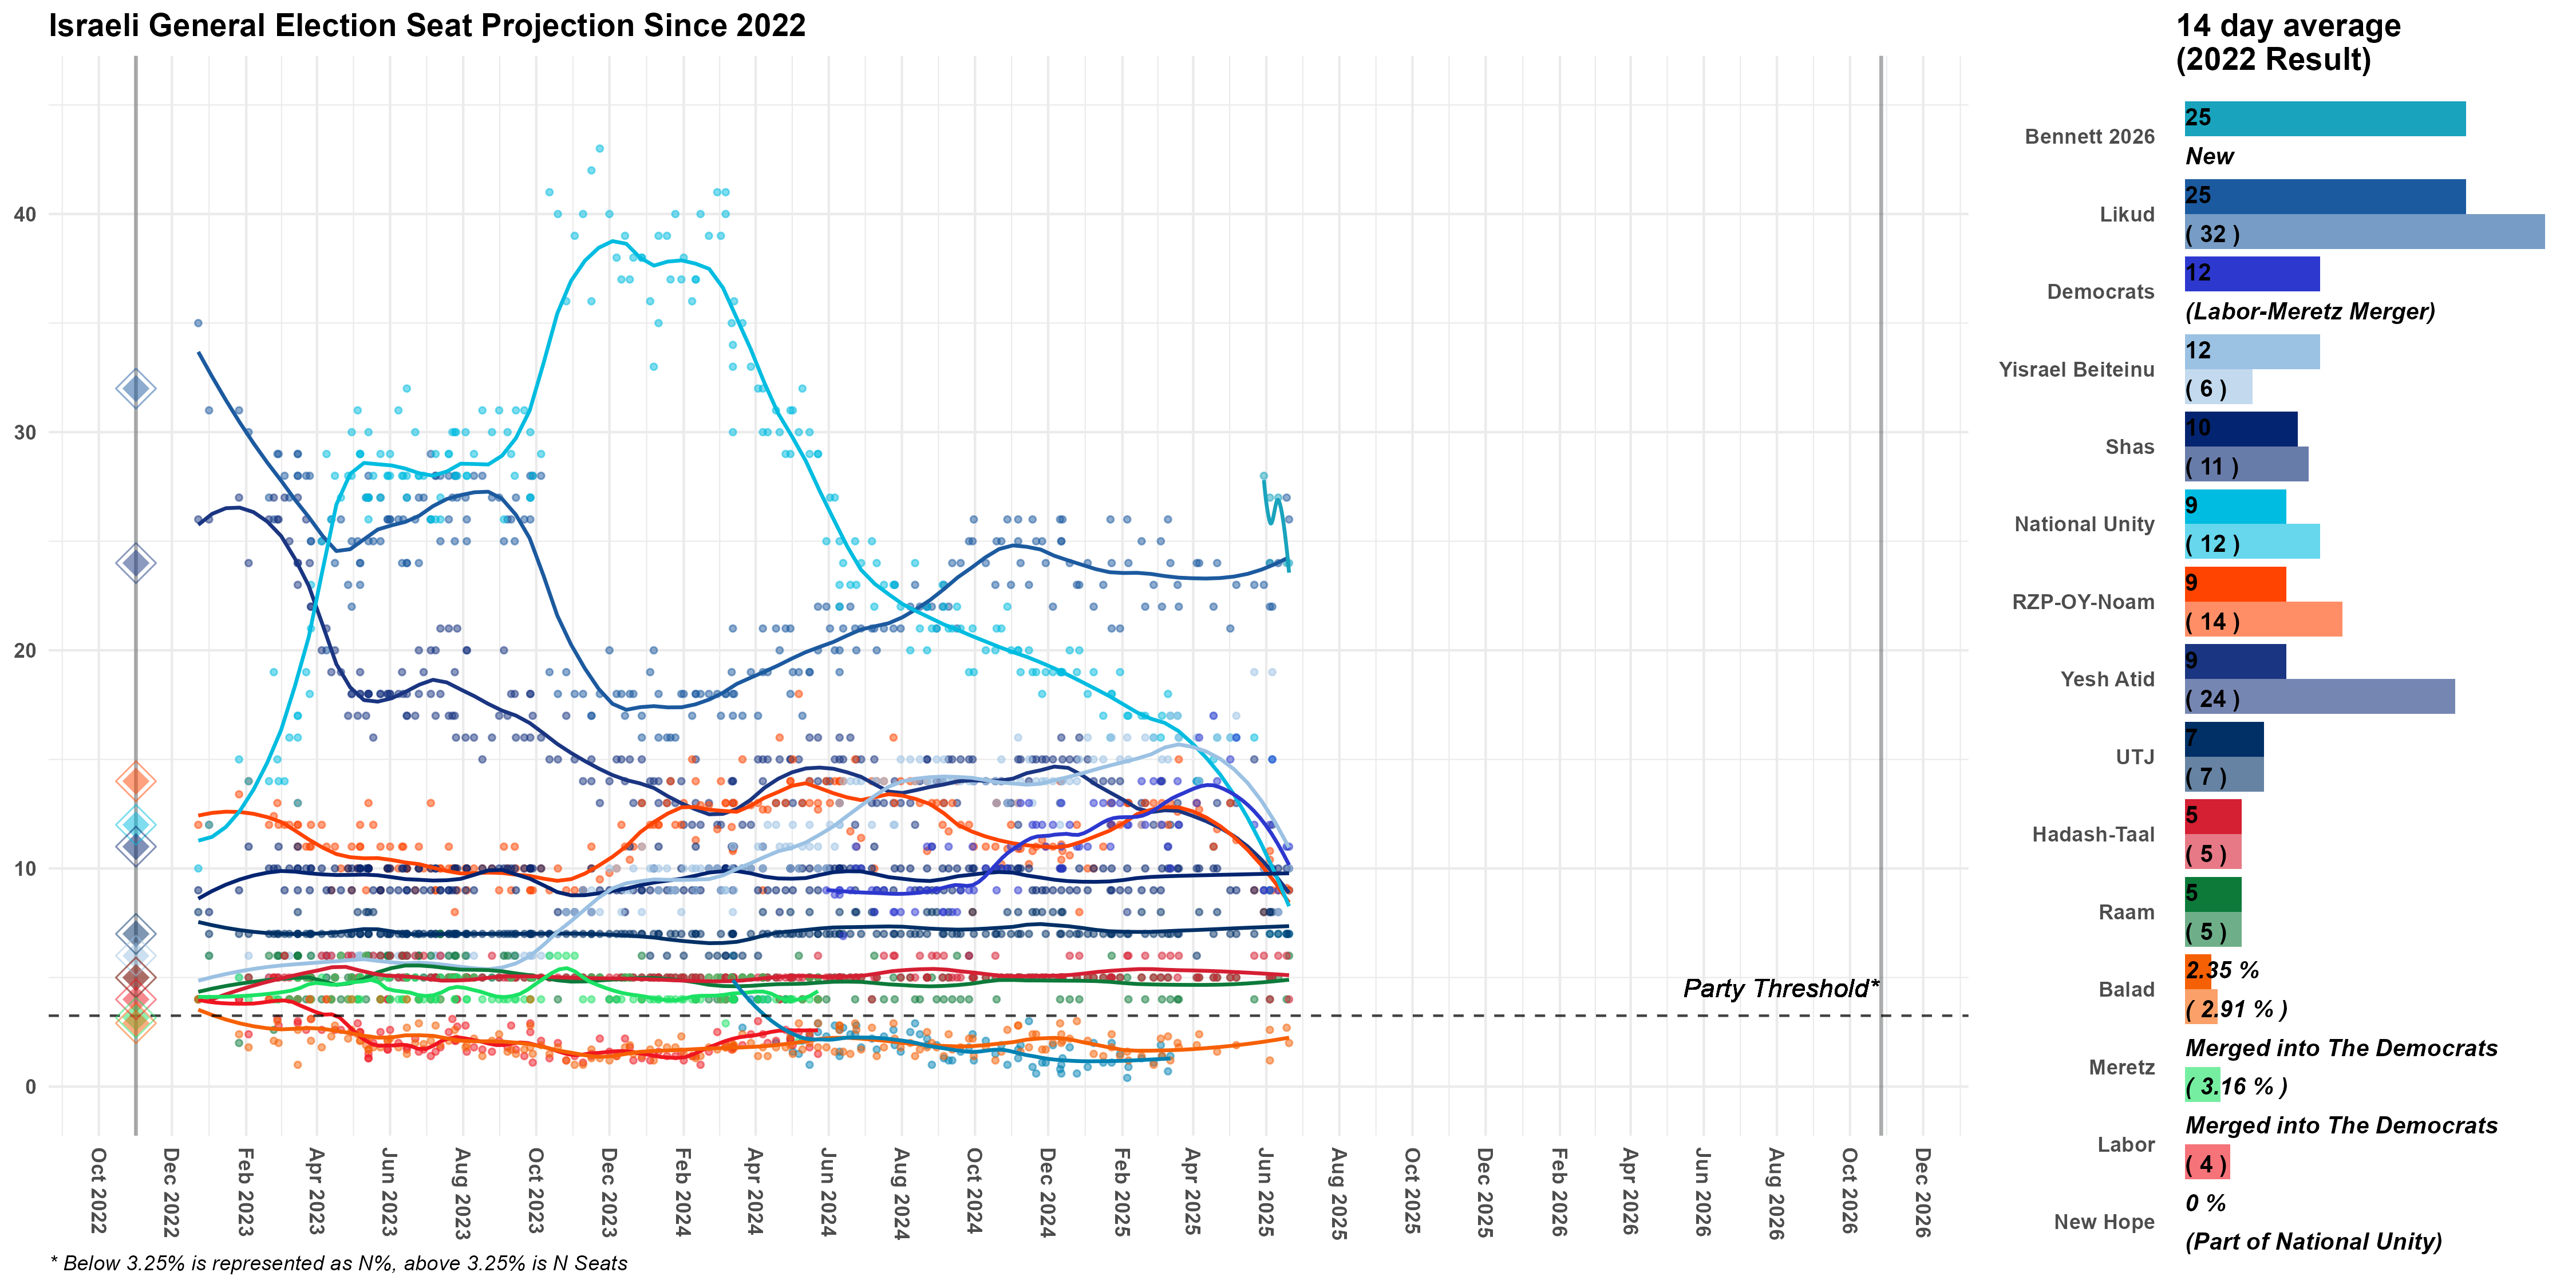 Israeli General Election Seat Projection Since 2022
14 day average
(2022 Result)
40
30
20
10
0
Party Threshold*
Oct 2022
Dec 2022
Feb 2023
Apr 2023
Jun 2023
Aug 2023
Oct 2023
Dec 2023
Feb 2024
Apr 2024
Jun 2024
Aug 2024
Oct 2024
Dec 2024
Feb 2025
Apr 2025
Jun 2025
Aug 2025
Oct 2025
Dec 2025
Feb 2026
Apr 2026
Jun 2026
Aug 2026
Oct 2026
Dec 2026
* Below 3.25% is represented as N%, above 3.25% is N Seats
Bennett 2026
25
New
Likud
25
( 32 )
Democrats
12
(Labor-Meretz Merger)
Yisrael Beiteinu
12
( 6 )
Shas
10
( 11 )
National Unity
9
( 12 )
RZP-OY-Noam
9
( 14 )
Yesh Atid
9
( 24 )
UTJ
7
( 7 )
Hadash-Taal
5
( 5 )
Raam
5
( 5 )
Balad
2.35 %
( 2.91 % )
Meretz
Merged into The Democrats
( 3.16 % )
Labor
Merged into The Democrats
( 4 )
New Hope
0 %
(Part of National Unity)